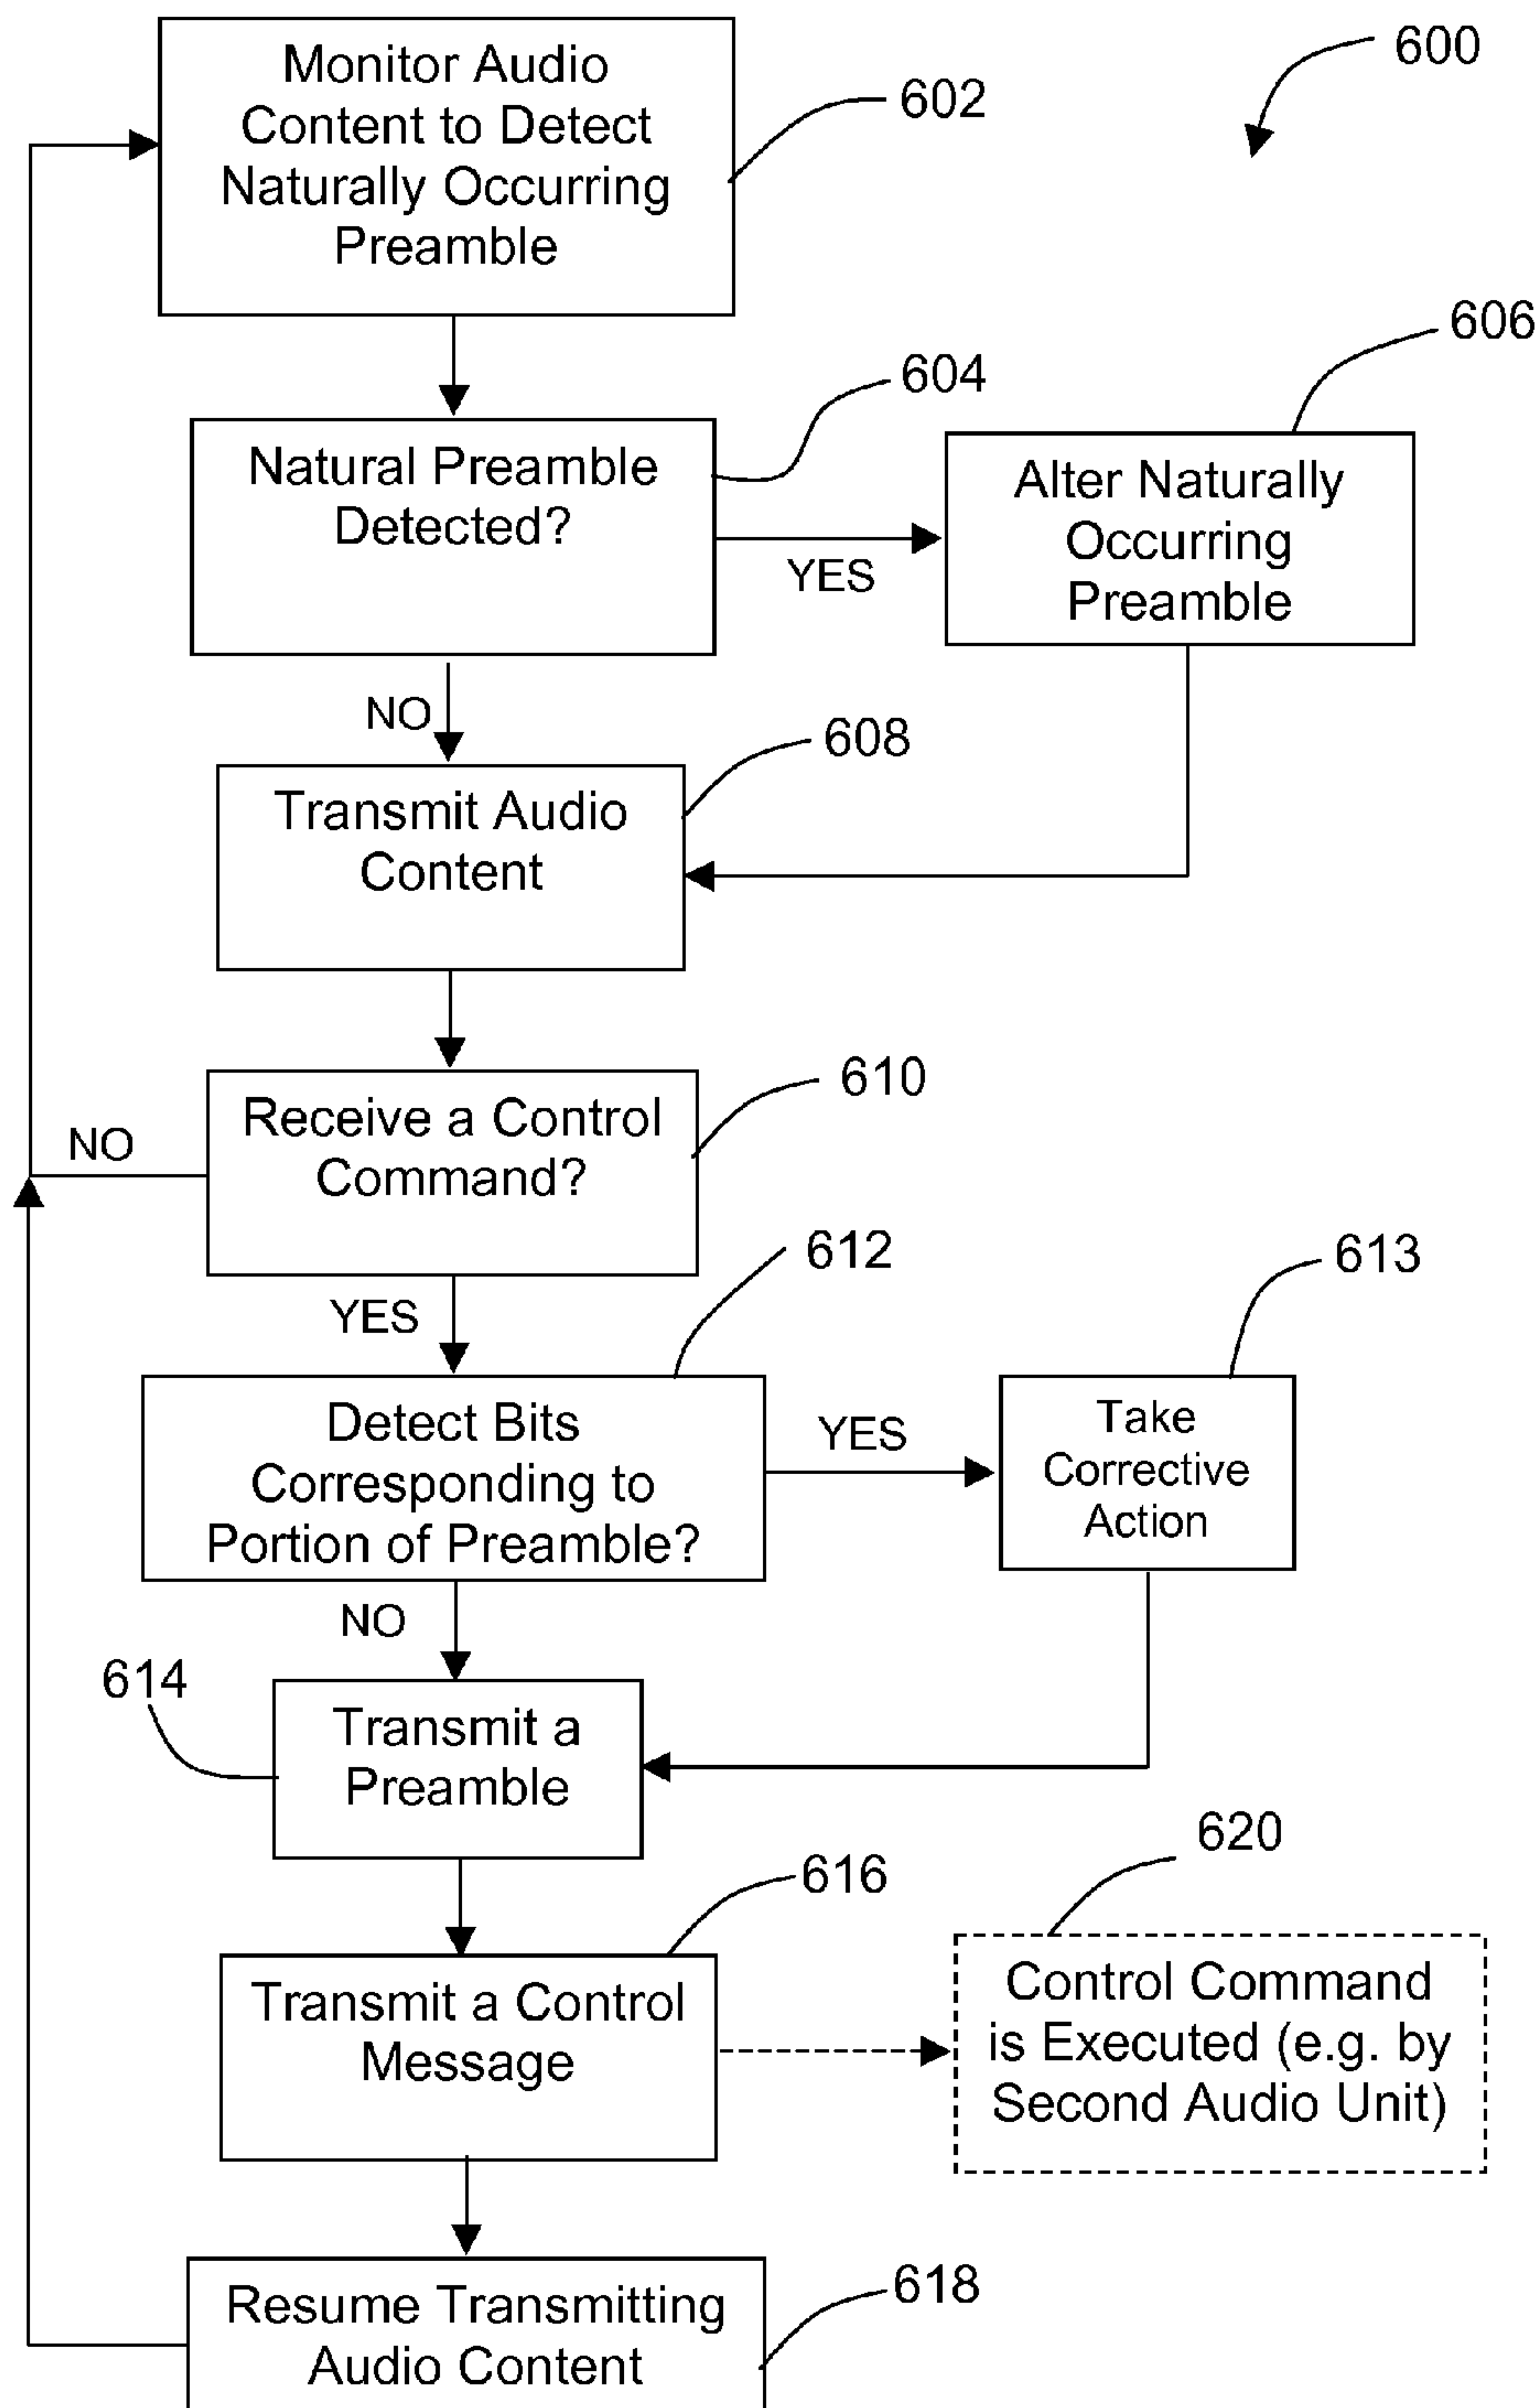 600
Monitor Audio
Content to Detect
Naturally Occurring
Preamble
602
606
604
Natural Preamble
Detected?
YES
Alter Naturally
Occurring
Preamble
NO
608
Transmit Audio
Content
610
Receive a Control
Command?
NO
612
613
YES
Detect Bits
Corresponding to
Portion of Preamble?
YES
Take
Corrective
Action
NO
614
Transmit a
Preamble
620
616
Transmit a Control
Message
Control Command
is Executed (e.g. by
Second Audio Unit)
618
Resume Transmitting
Audio Content